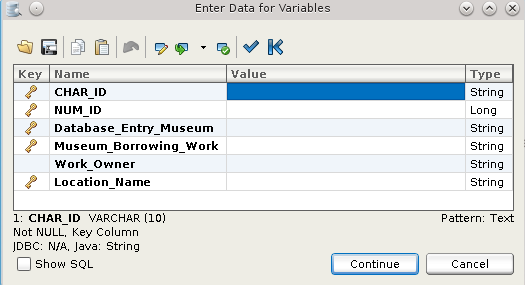 Enter Data for Variables
Key Name Value Type
CHAR_ID String
NUM_ID Long
Database_Entry_Museum String
Museum_Borrowing_Work String
Work_Owner String
Location_Name String
1: CHAR_ID VARCHAR (10) Pattern: Text
Not NULL, Key Column
JDBC: N/A, Java: String
Show SQL Continue Cancel